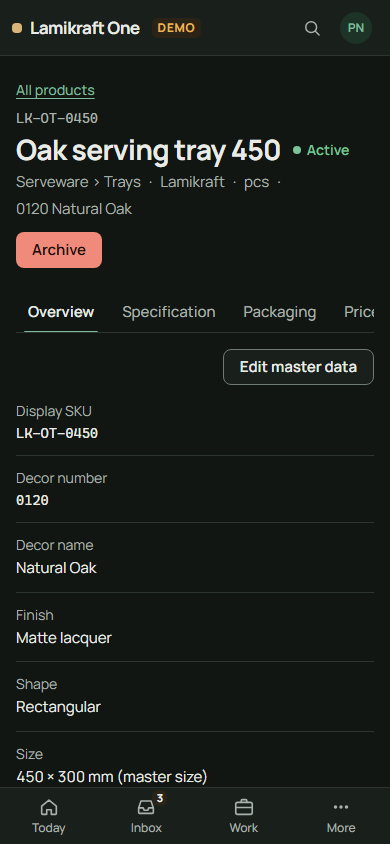 Lamikraft One DEMO PN
All products
LK-OT-0450
Oak serving tray 450 Active
Serveware > Trays · Lamikraft · pcs ·
0120 Natural Oak
Archive
Overview Specification Packaging Price
Edit master data
Display SKU
LK-OT-0450
Decor number
0120
Decor name
Natural Oak
Finish
Matte lacquer
Shape
Rectangular
Size
450 × 300 mm (master size)
3
Today Inbox Work More